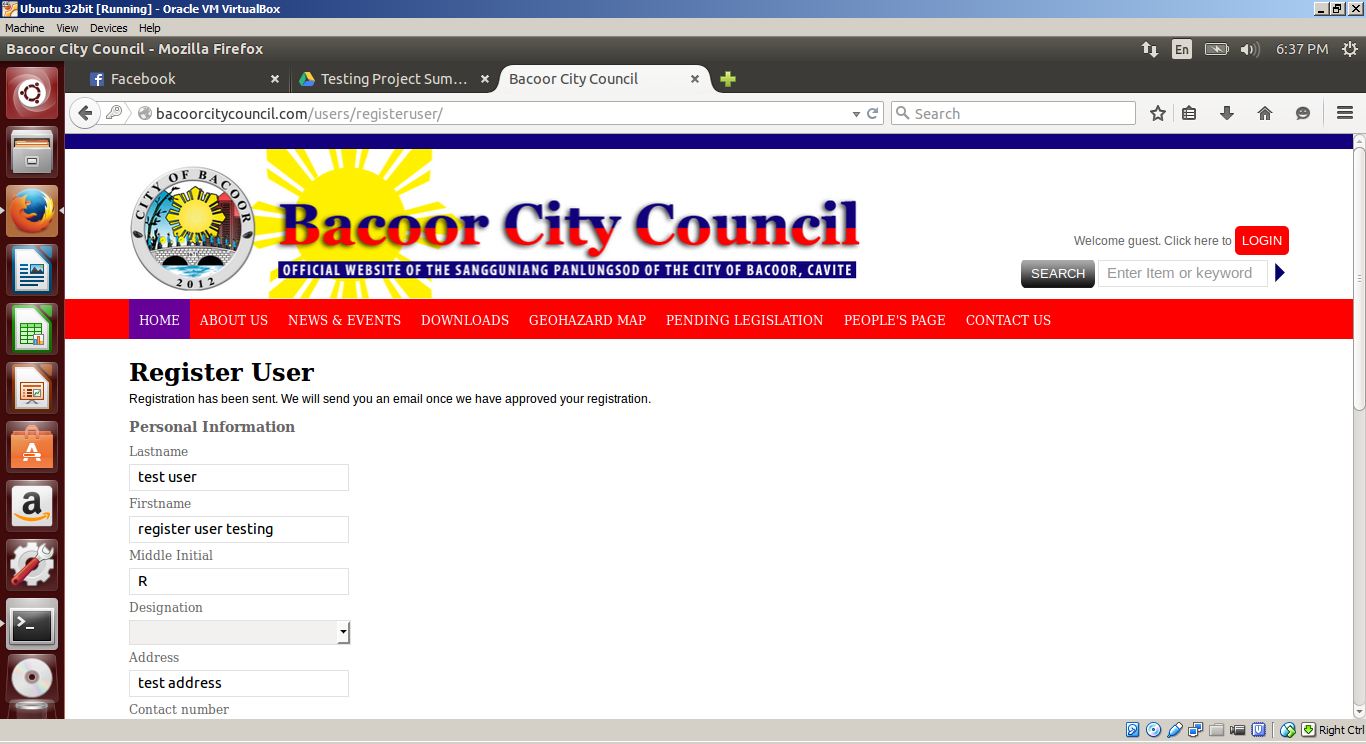 Ubuntu 32bit [Running] - Oracle VM VirtualBox
Machine View Devices Help
Bacoor City Council - Mozilla Firefox
En 6:37 PM
Facebook Testing Project Sum... Bacoor City Council
bacoorcitycouncil.com/users/registeruser/ Search
CITY OF BACOOR
2012
Bacoor City Council
OFFICIAL WEBSITE OF THE SANGGUNIANG PANLUNGSOD OF THE CITY OF BACOOR, CAVITE
Welcome guest. Click here to LOGIN
SEARCH Enter Item or keyword
HOME ABOUT US NEWS & EVENTS DOWNLOADS GEOHAZARD MAP PENDING LEGISLATION PEOPLE'S PAGE CONTACT US
Register User
Registration has been sent. We will send you an email once we have approved your registration.
Personal Information
Lastname
test user
Firstname
register user testing
Middle Initial
R
Designation
Address
test address
Contact number
Right Ctrl